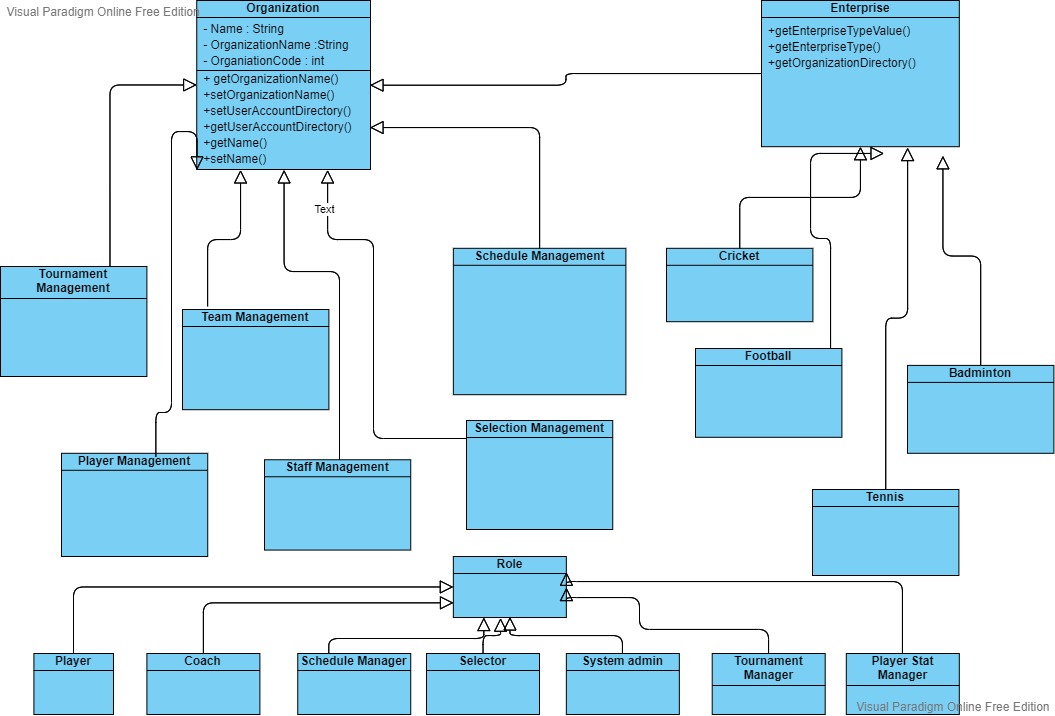 Visual Paradigm Online Free Edition
Organization
- Name : String
- OrganizationName :String
- OrganiationCode : int
+ getOrganizationName()
+setOrganizationName()
+setUserAccountDirectory()
+getUserAccountDirectory()
+getName()
+setName()
Enterprise
+getEnterpriseTypeValue()
+getEnterpriseType()
+getOrganizationDirectory()
Text
Tournament
Management
Team Management
Schedule Management
Cricket
Football
Badminton
Player Management
Staff Management
Selection Management
Tennis
Role
Player
Coach
Schedule Manager
Selector
System admin
Tournament
Manager
Player Stat
Manager
Visual Paradigm Online Free Edition